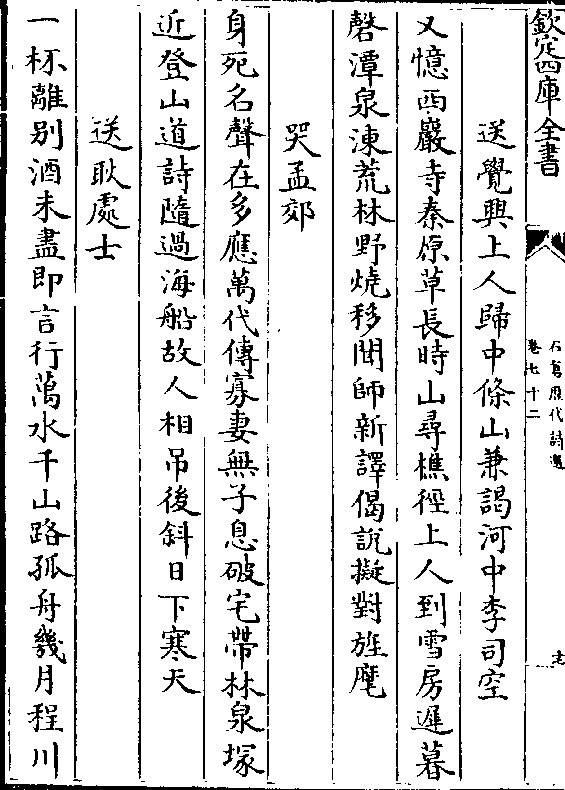 欽定四庫全書
石倉歷代詩選
卷七十二
送覺興上人歸中條山兼謁河中李司空
又憶西巖寺秦原草長時山尋樵徑上人到雪房遲暮
磬潭泉凍荒林野燒移聞師新譯偈說擬對旌麾
哭孟郊
身死名聲在多應萬代傳寡妻無子息破宅帶林泉塚
近登山道詩隨過海船故人相吊後斜日下寒天
送耿處士
一杯離别酒未盡即言行萬水千山路孤舟幾月程川